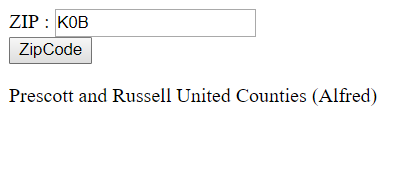 ZIP : K0B
ZipCode
Prescott and Russell United Counties (Alfred)